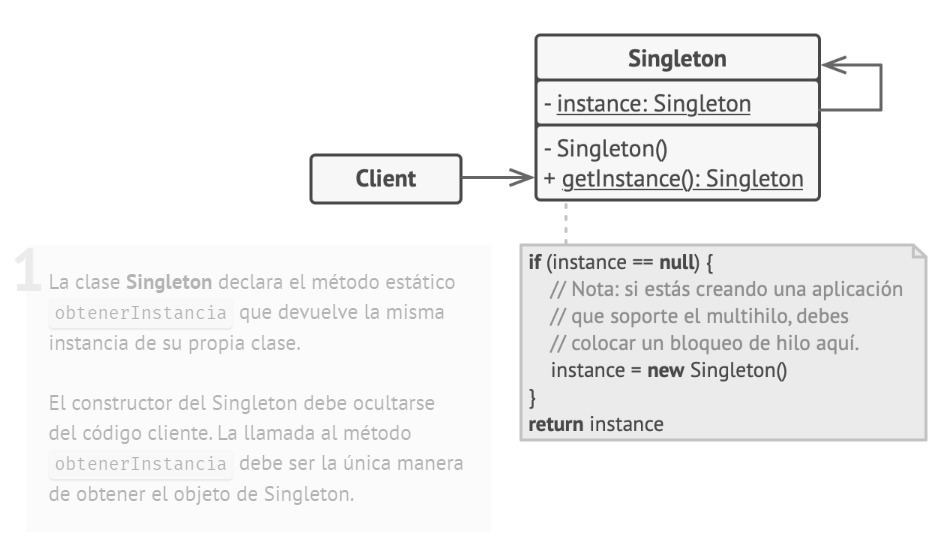 Singleton
- instance: Singleton
- Singleton()
+ getInstance(): Singleton
Client
1
La clase Singleton declara el método estático
obtenerInstancia que devuelve la misma
instancia de su propia clase.
El constructor del Singleton debe ocultarse
del código cliente. La llamada al método
obtenerInstancia debe ser la única manera
de obtener el objeto de Singleton.
if (instance == null) {
// Nota: si estás creando una aplicación
// que soporte el multihilo, debes
// colocar un bloqueo de hilo aquí.
instance = new Singleton()
}
return instance